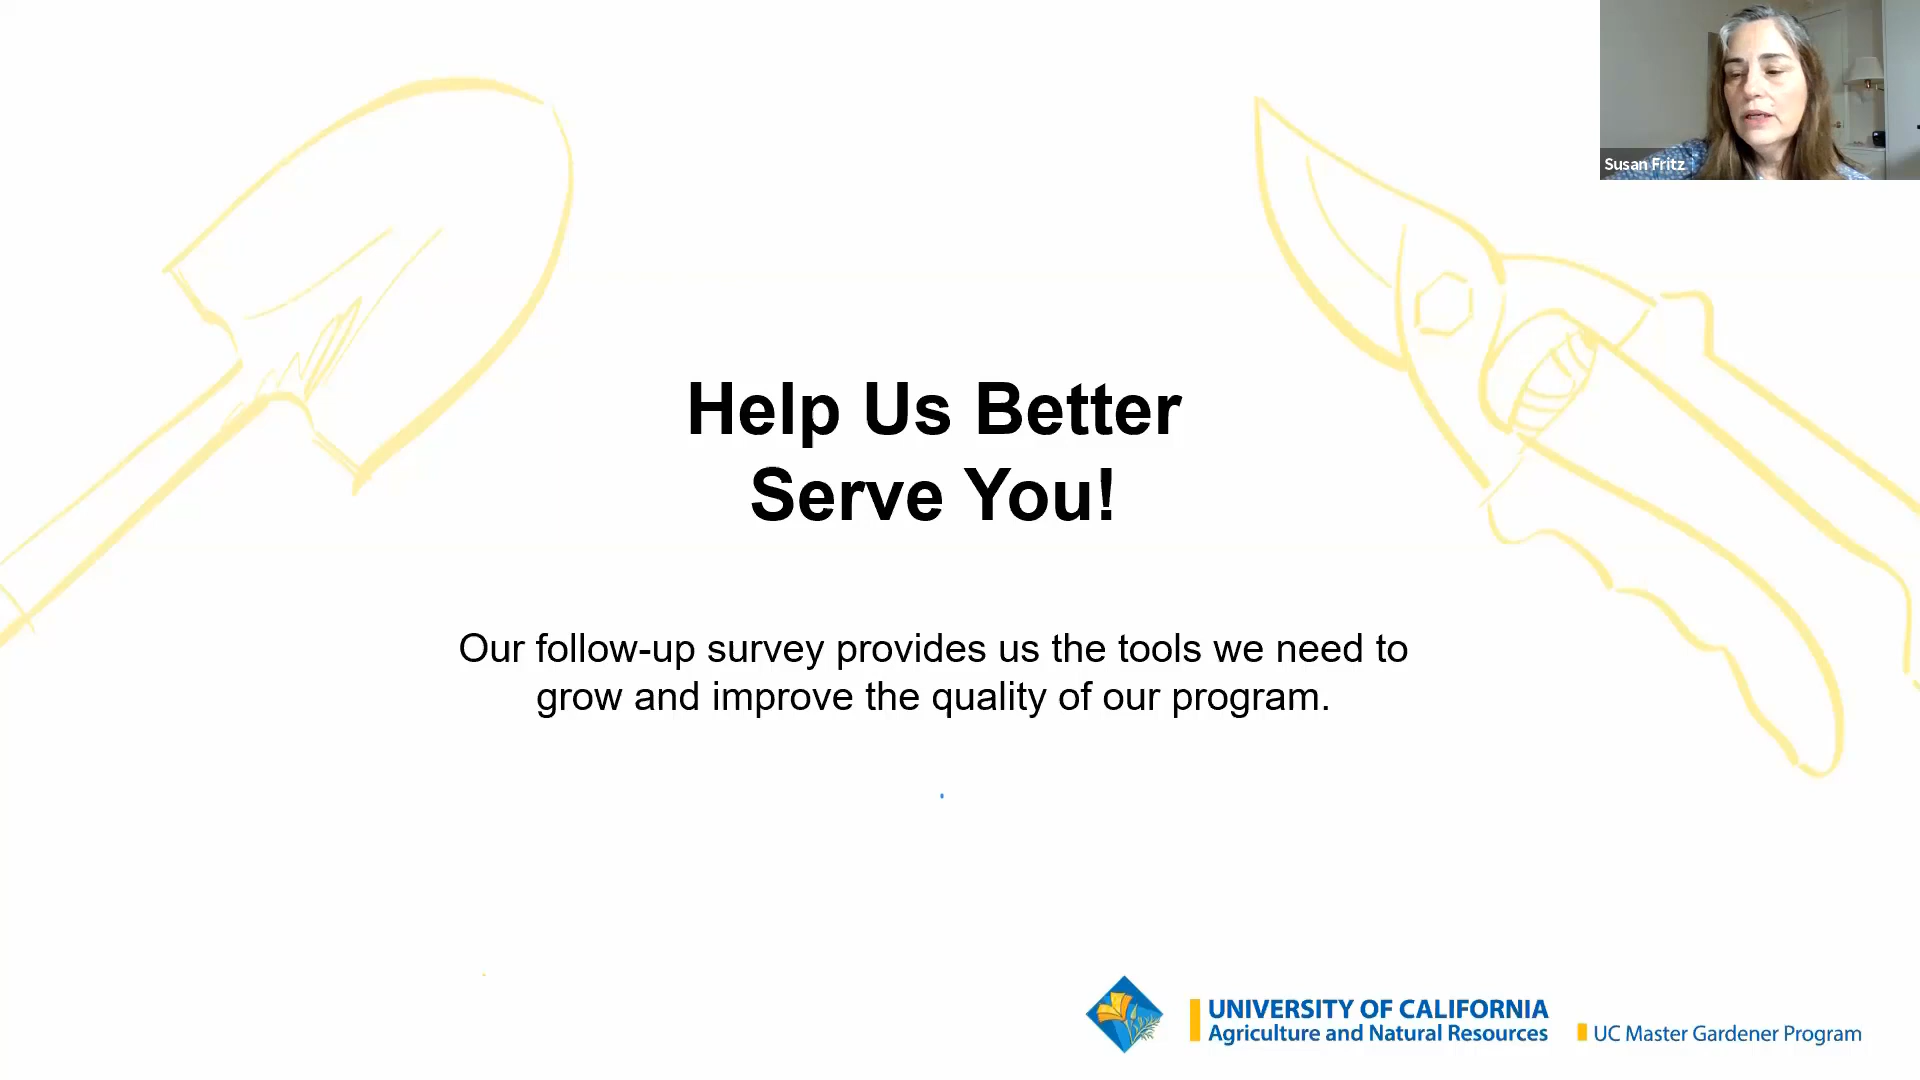 Susan Fritz
Help Us Better
Serve You!
Our follow-up survey provides us the tools we need to
grow and improve the quality of our program.
UNIVERSITY OF CALIFORNIA
Agriculture and Natural Resources
UC Master Gardener Program